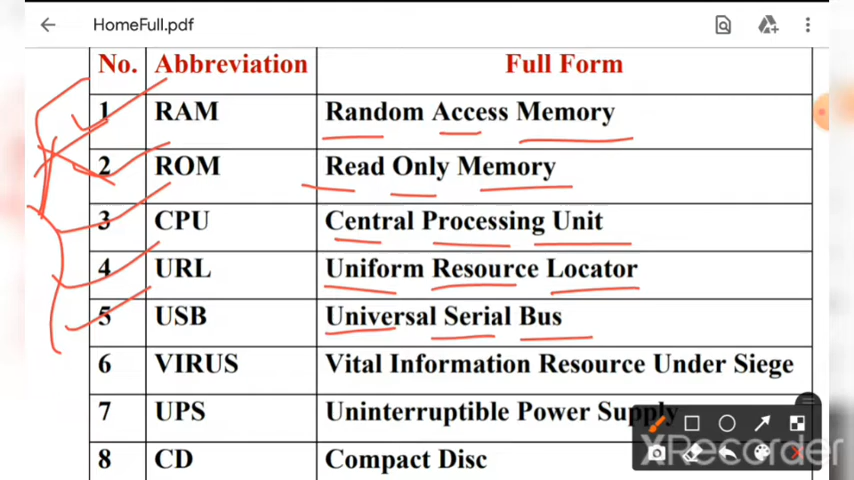 HomeFull.pdf
No. Abbreviation Full Form
1 RAM Random Access Memory
2 ROM Read Only Memory
3 CPU Central Processing Unit
4 URL Uniform Resource Locator
5 USB Universal Serial Bus
6 VIRUS Vital Information Resource Under Siege
7 UPS Uninterruptible Power Supply
8 CD Compact Disc
XRecorder